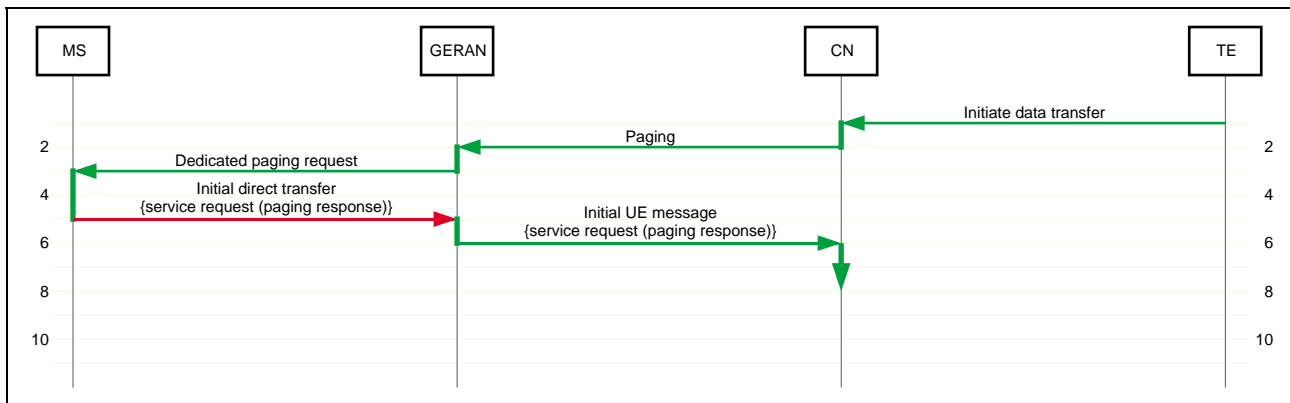 MS
GERAN
CN
TE
Initiate data transfer
2
Paging
2
Dedicated paging request
4
Initial direct transfer
{service request (paging response)}
4
Initial UE message
{service request (paging response)}
6
6
8
8
10
10